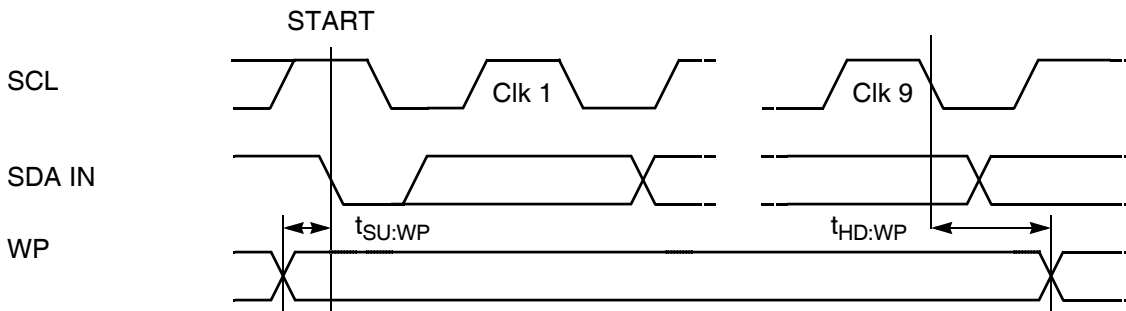 START
SCL
Clk 1
Clk 9
SDA IN
tSU:WP
tHD:WP
WP